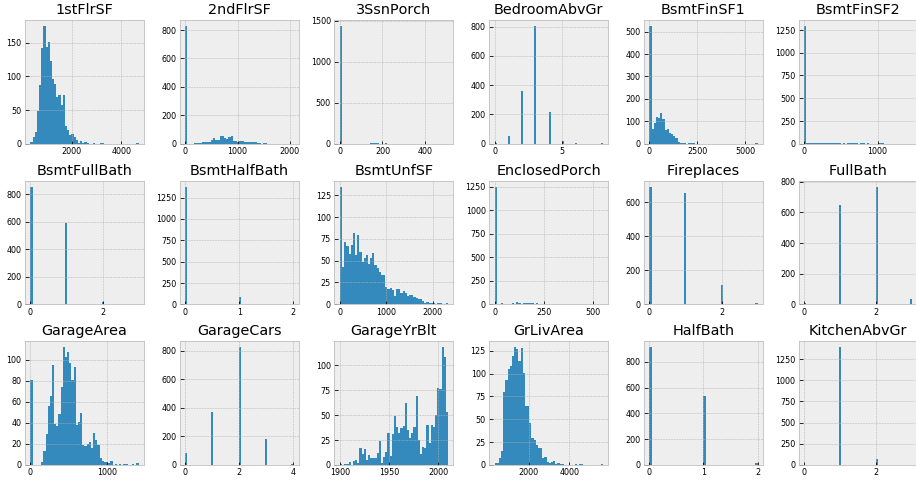 1stFlrSF 2ndFlrSF 3SsnPorch BedroomAbvGr BsmtFinSF1 BsmtFinSF2
150 800 1500 800 500 1250
100 600 1000 600 400 1000
50 400 500 400 300 750
0 200 0 200 200 500
0 0 100 250
0 0
2000 4000 0 1000 2000 0 200 400 0 5 0 2500 5000 0 1000
BsmtFullBath BsmtHalfBath BsmtUnfSF EnclosedPorch Fireplaces FullBath
800 1250 125 1250 600 800
600 1000 100 1000 400 600
400 750 75 750 200 400
200 500 50 500 0 200
0 250 25 250 0
0 0 0
0 2 0 1 2 0 1000 2000 0 500 0 2 0 2
GarageArea GarageCars GarageYrBlt GrLivArea HalfBath KitchenAbvGr
100 800 100 125 800 1250
80 600 75 100 600 1000
60 400 50 75 400 750
40 200 25 50 200 500
20 0 0 25 0 250
0 0 0
0 1000 0 2 4 1900 1950 2000 2000 4000 0 1 2 0 2